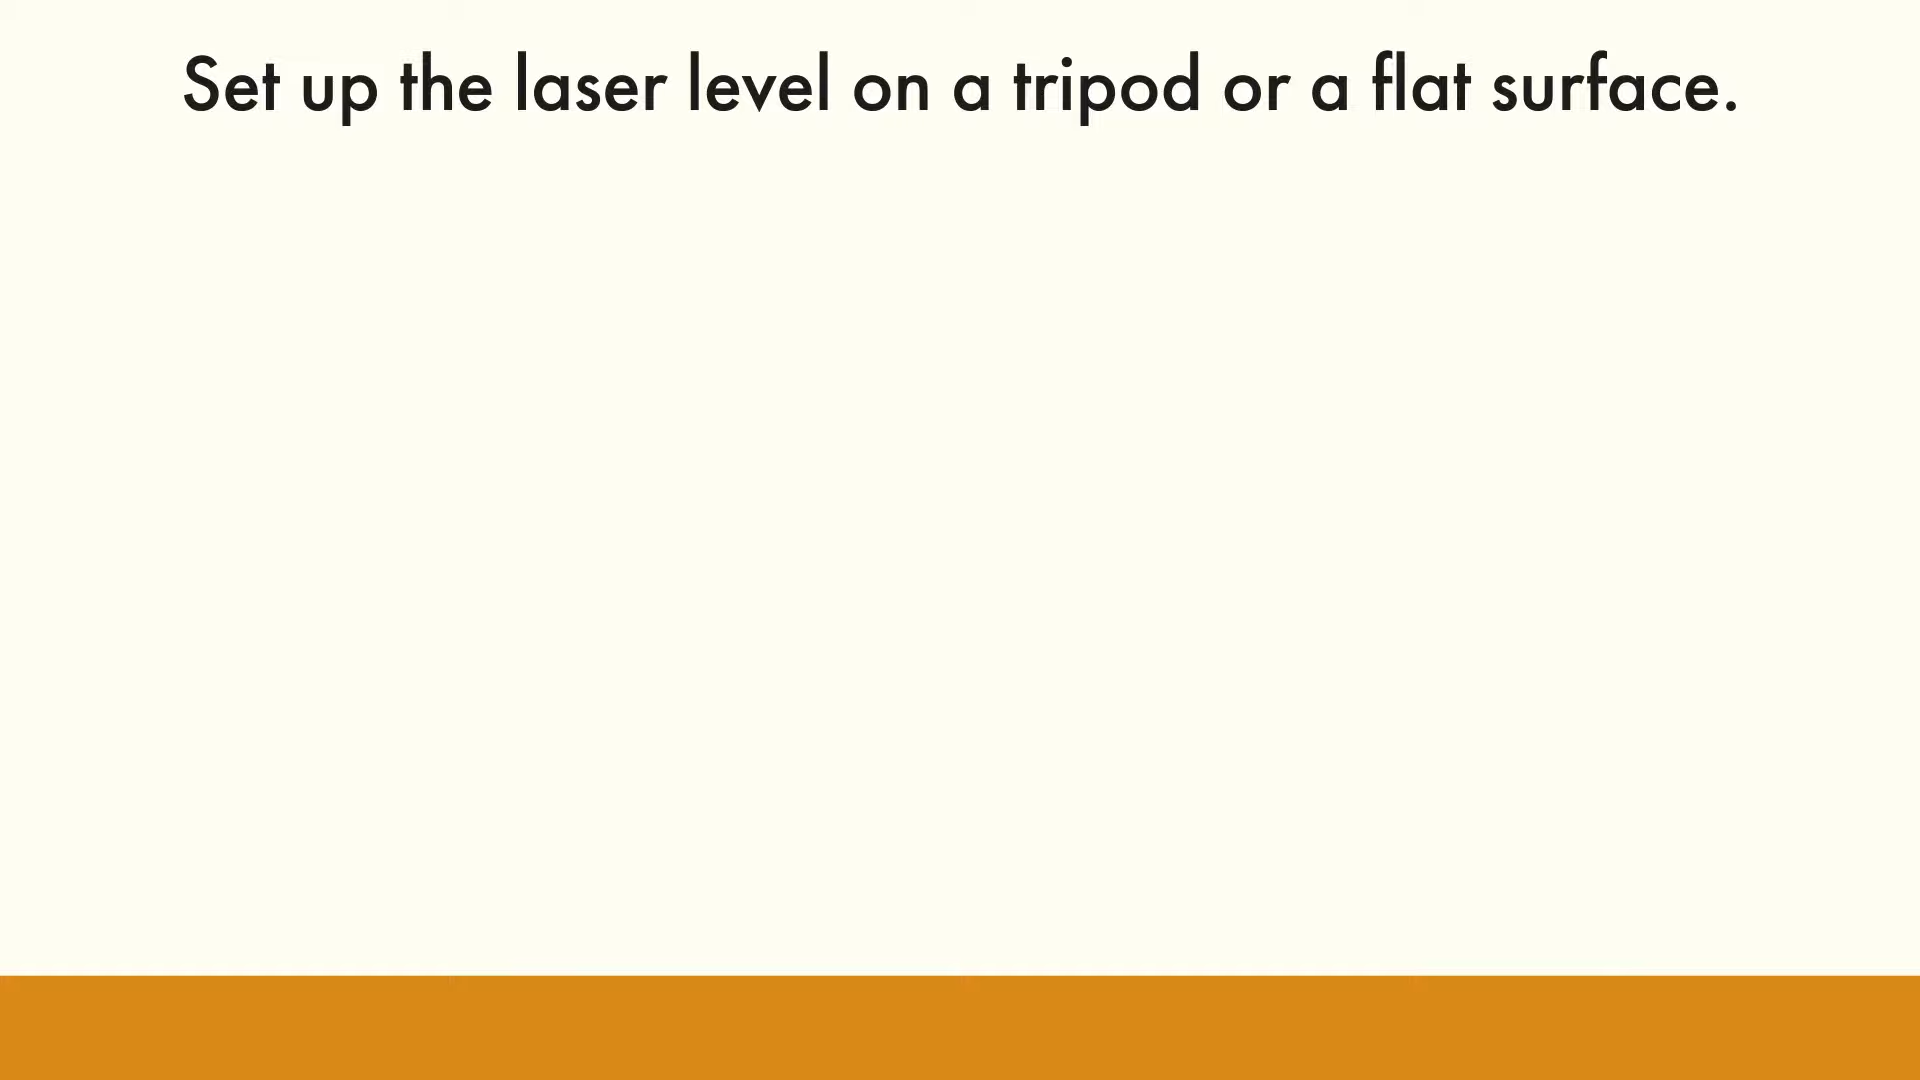 Set up the laser level on a tripod or a flat surface.